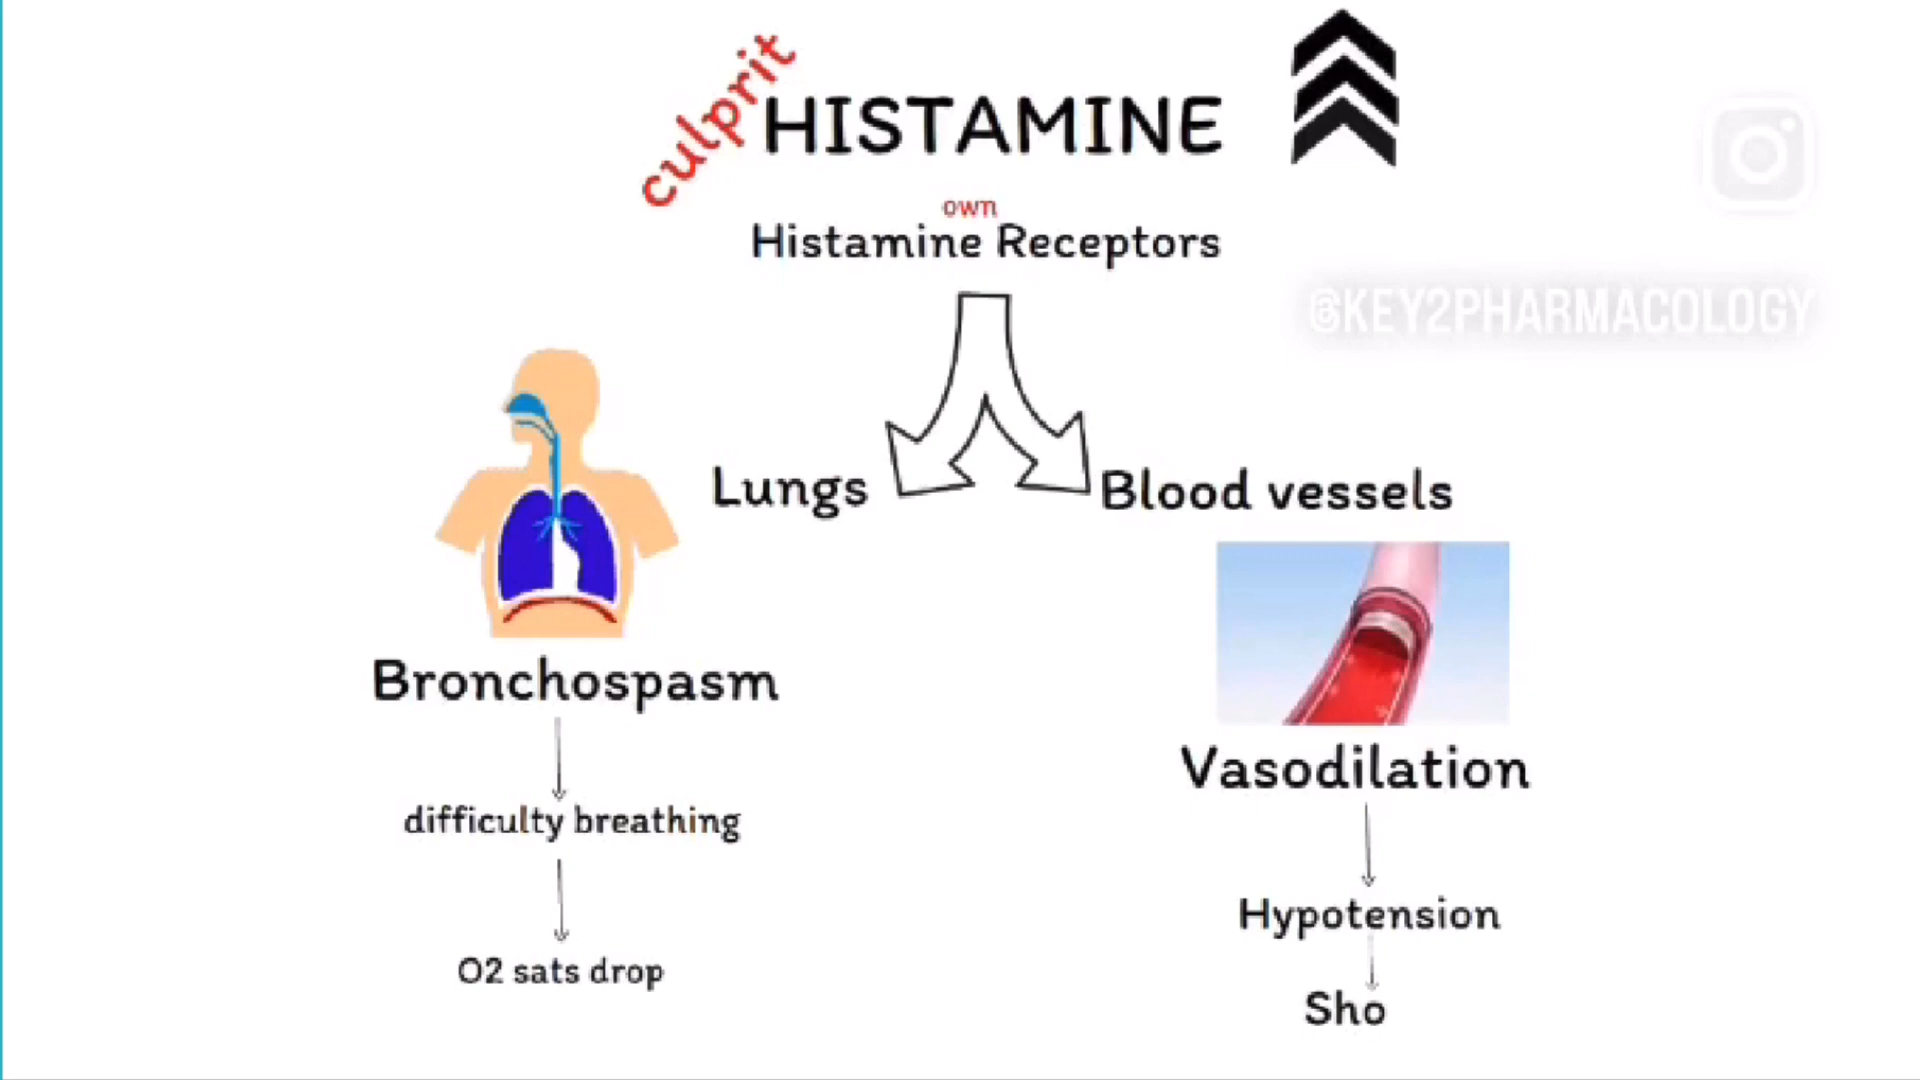 culprit
HISTAMINE
own
Histamine Receptors
@KEY2PHARMACOLOGY
Lungs
Blood vessels
Bronchospasm
Vasodilation
difficulty breathing
Hypotension
O2 sats drop
Sho